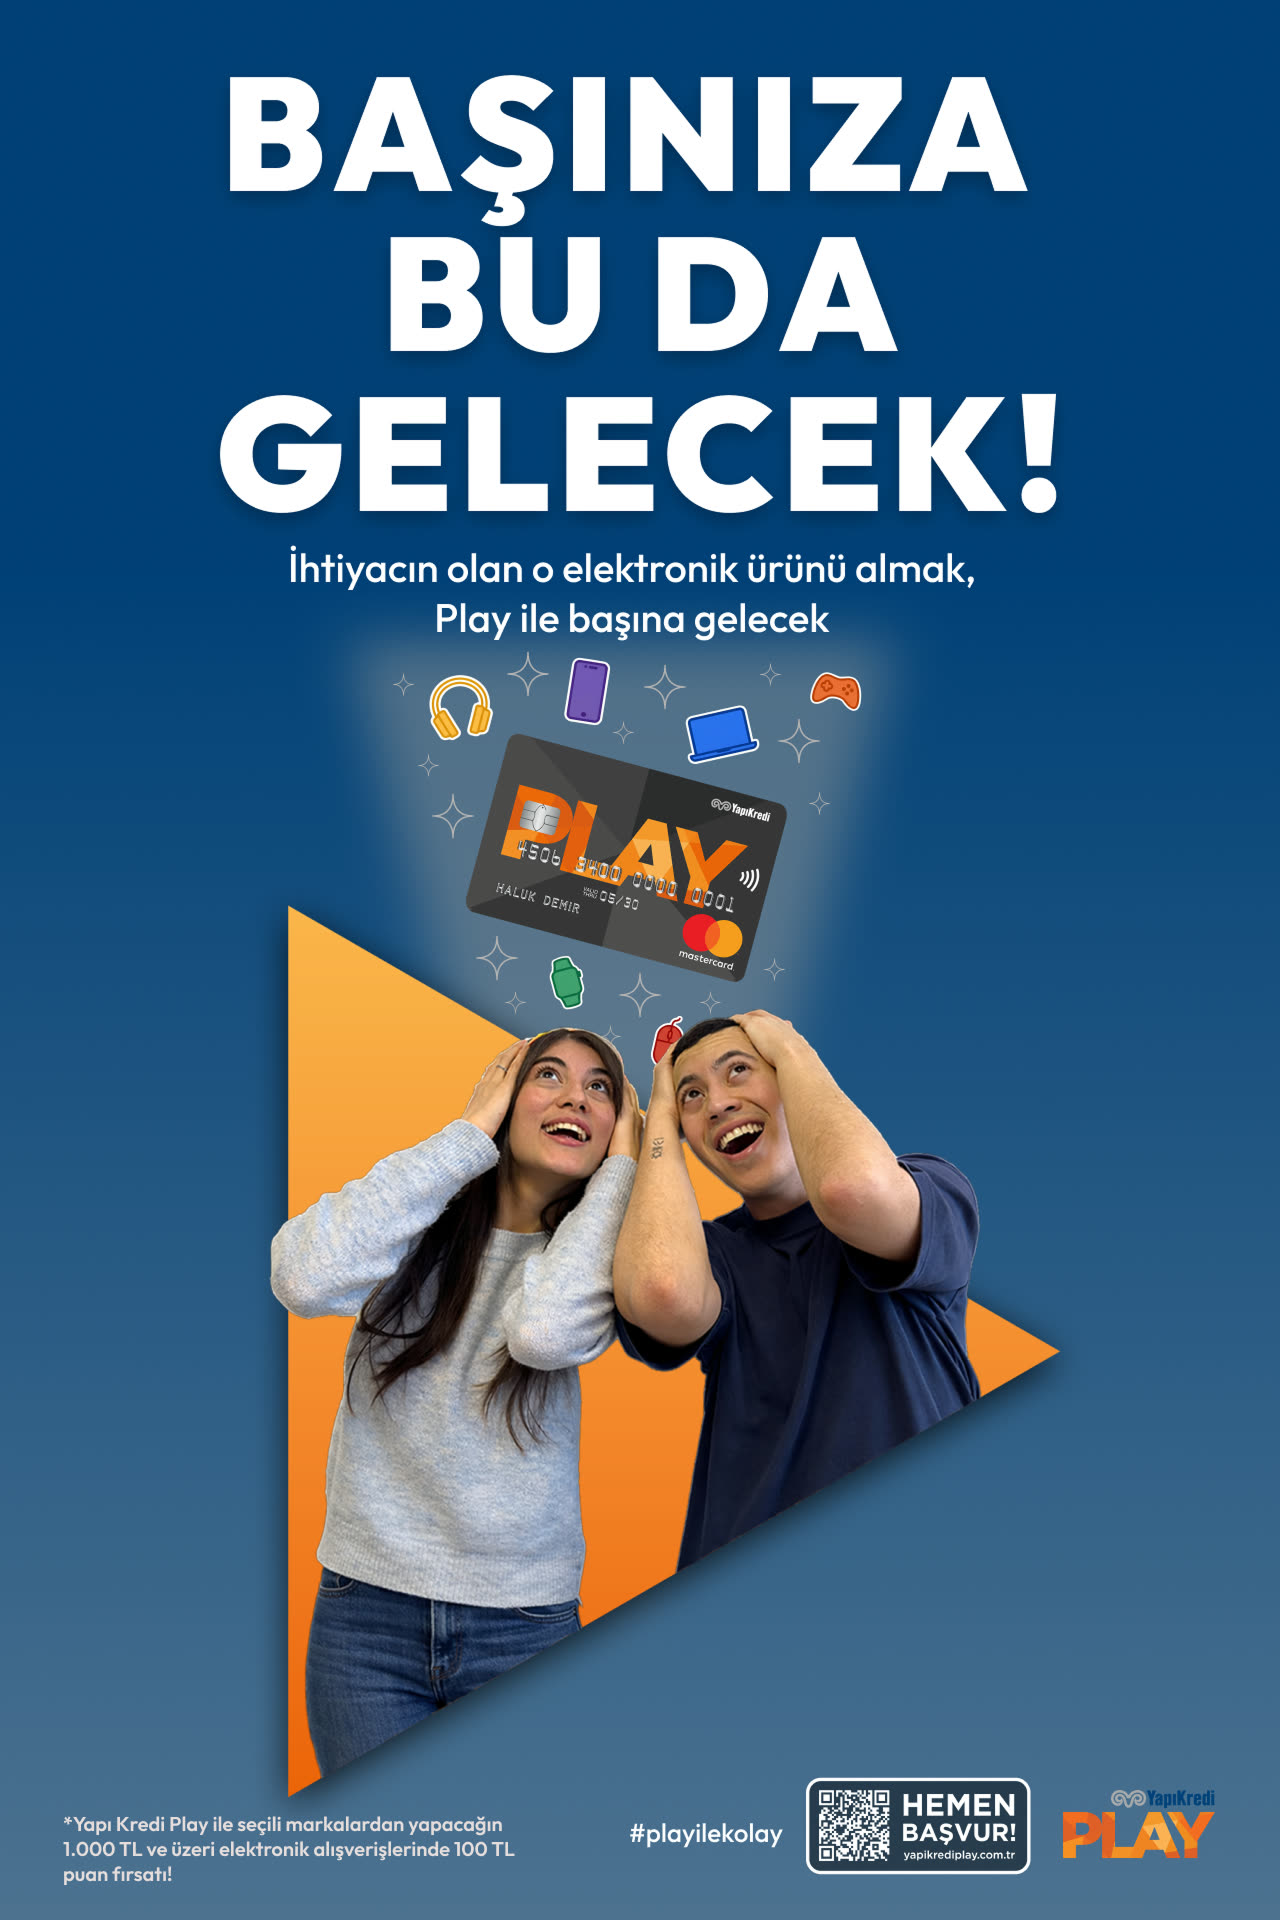 BAŞINIZA
BU DA
GELECEK!
İhtiyacın olan o elektronik ürünü almak,
Play ile başına gelecek
YapıKredi
PLAY
4506 3400 0000 0001
VALID THRU 05/30
HALUK DEMIR
mastercard
*Yapı Kredi Play ile seçili markalardan yapacağın
1.000 TL ve üzeri elektronik alışverişlerinde 100 TL
puan fırsatı!
#playilekolay
HEMEN
BAŞVUR!
yapikrediplay.com.tr
YapıKredi
PLAY